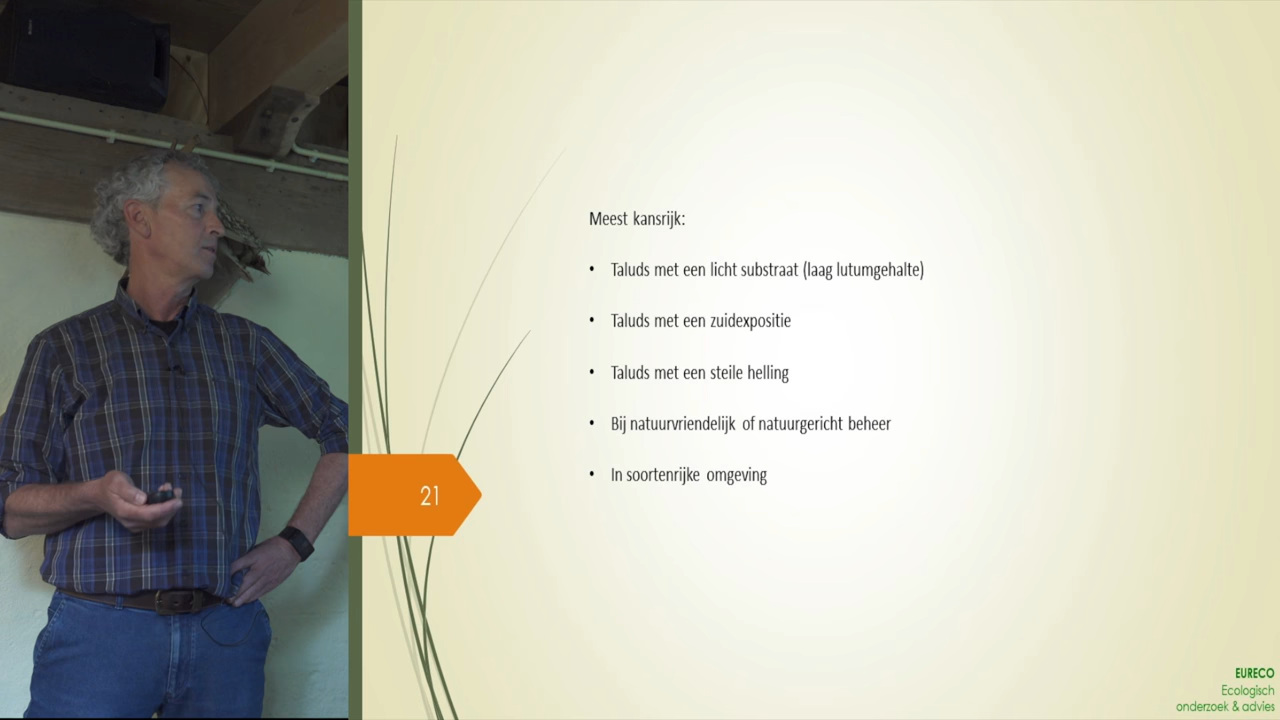 Meest kansrijk:
• Taluds met een licht substraat (laag lutumgehalte)
• Taluds met een zuidexpositie
• Taluds met een steile helling
• Bij natuurvriendelijk of natuurgericht beheer
• In soortenrijke omgeving
21
EURECO
Ecologisch
onderzoek & advies